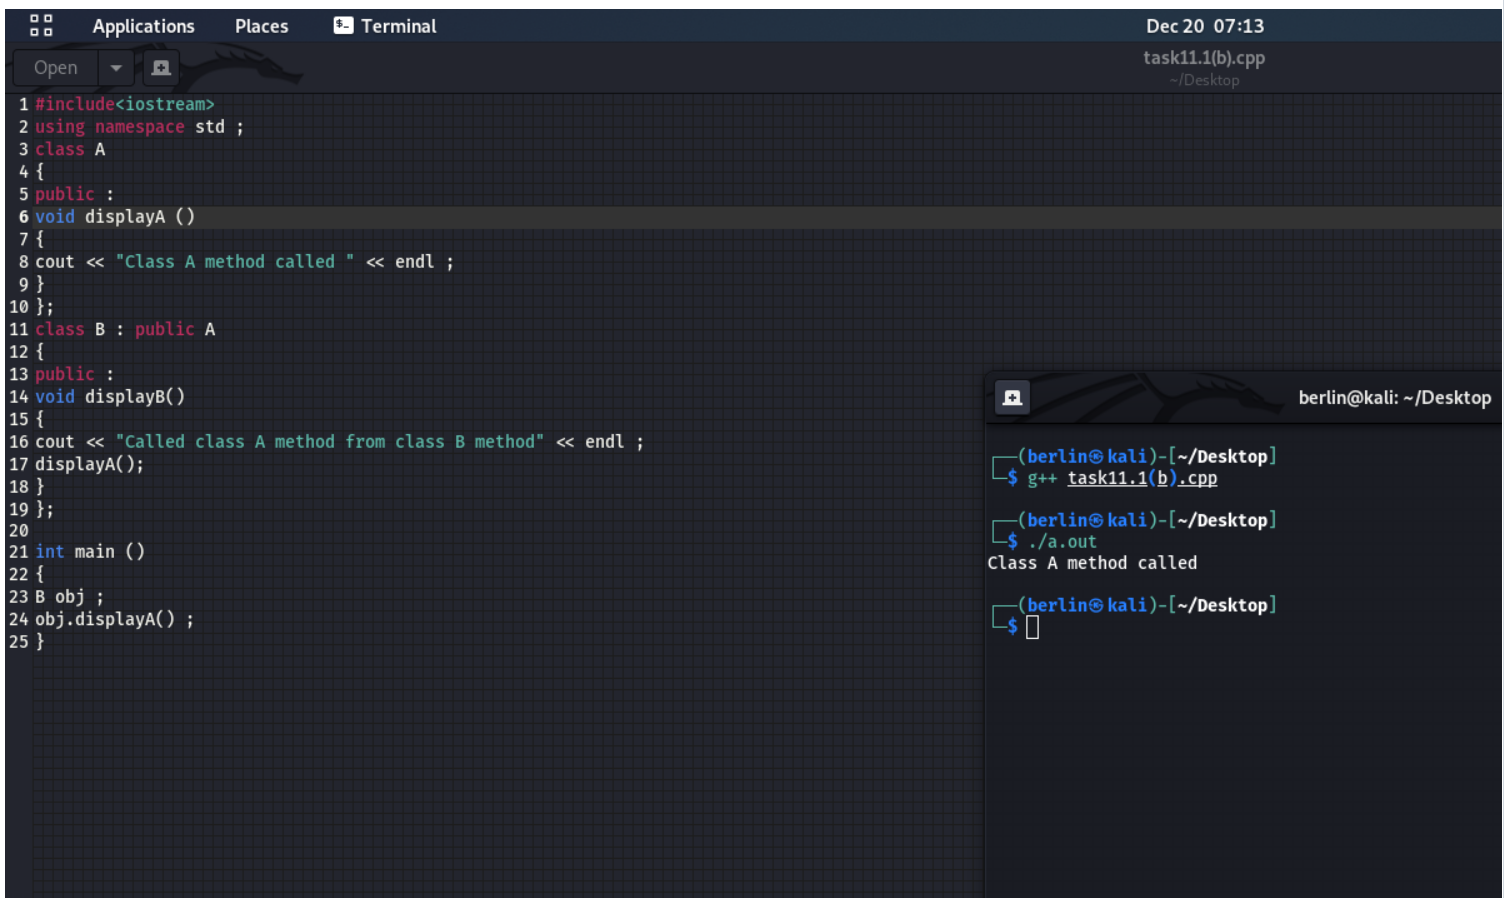 Applications Places Terminal Dec 20 07:13
Open task11.1(b).cpp
~/Desktop
1 #include<iostream>
2 using namespace std ;
3 class A
4 {
5 public :
6 void displayA ()
7 {
8 cout << "Class A method called " << endl ;
9 }
10 };
11 class B : public A
12 {
13 public :
14 void displayB()
15 {
16 cout << "Called class A method from class B method" << endl ;
17 displayA();
18 }
19 };
20
21 int main ()
22 {
23 B obj ;
24 obj.displayA() ;
25 }
berlin@kali: ~/Desktop
┌──(berlin㉿kali)-[~/Desktop]
└─$ g++ task11.1(b).cpp
┌──(berlin㉿kali)-[~/Desktop]
└─$ ./a.out
Class A method called
┌──(berlin㉿kali)-[~/Desktop]
└─$